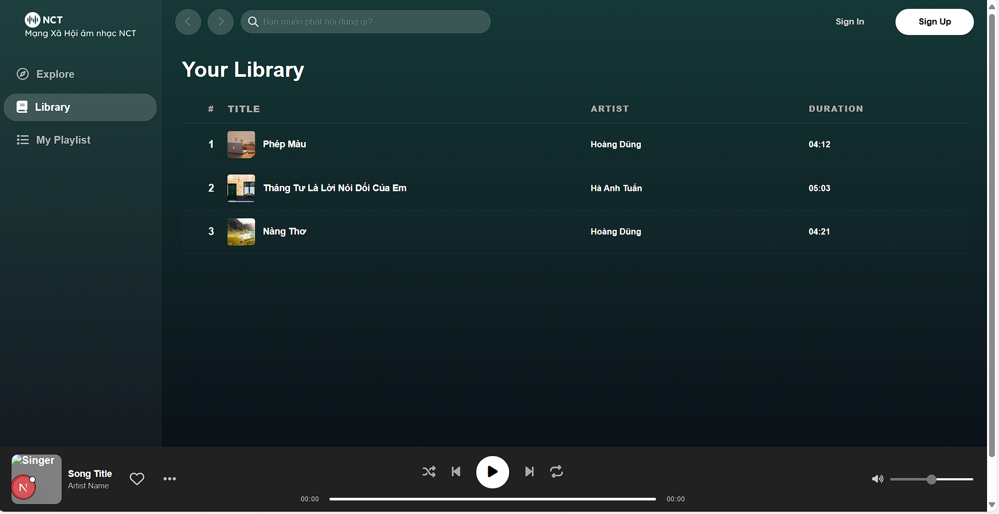 NCT
Mạng Xã Hội âm nhạc NCT
Bạn muốn phát nội dung gì?
Sign In
Sign Up
Explore
Library
My Playlist
Your Library
# TITLE ARTIST DURATION
1 Phép Màu Hoàng Dũng 04:12
2 Tháng Tư Là Lời Nói Dối Của Em Hà Anh Tuấn 05:03
3 Nàng Thơ Hoàng Dũng 04:21
Singer
N
Song Title
Artist Name
00:00
00:00